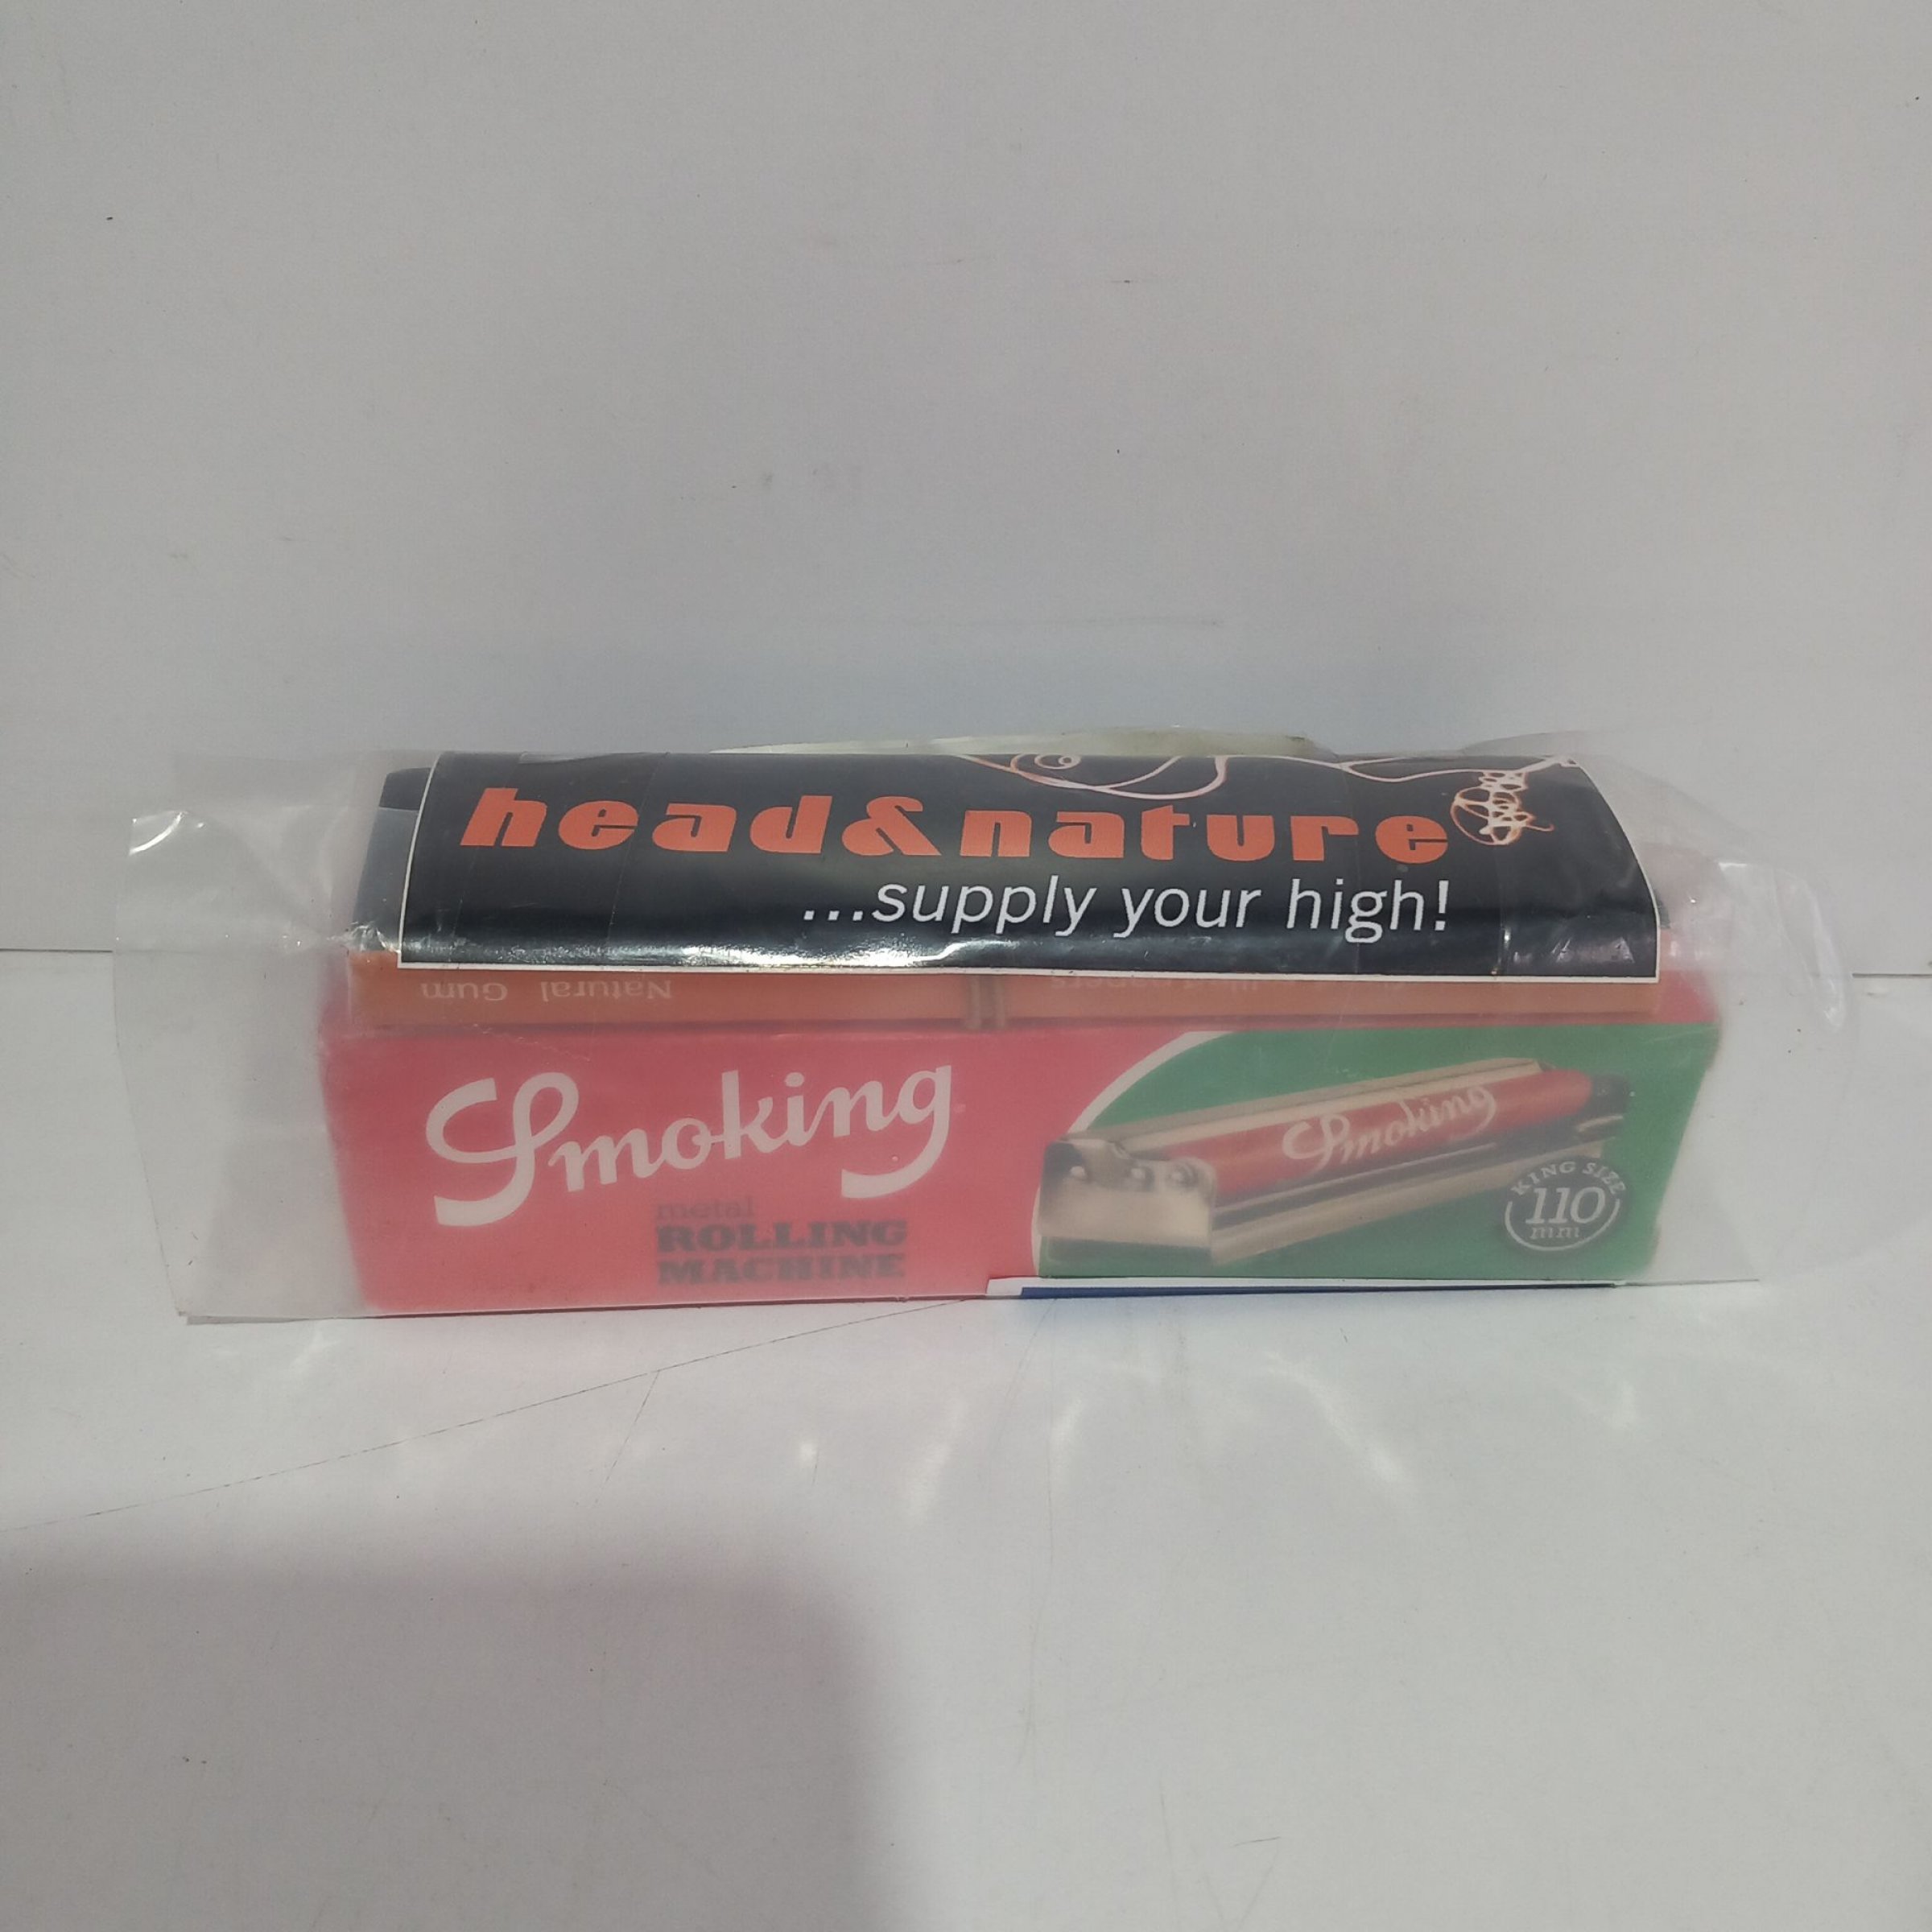 head&nature
...supply your high!
Natural Gum
Smoking
metal
ROLLING
MACHINE
Smoking
KING SIZE
110
mm